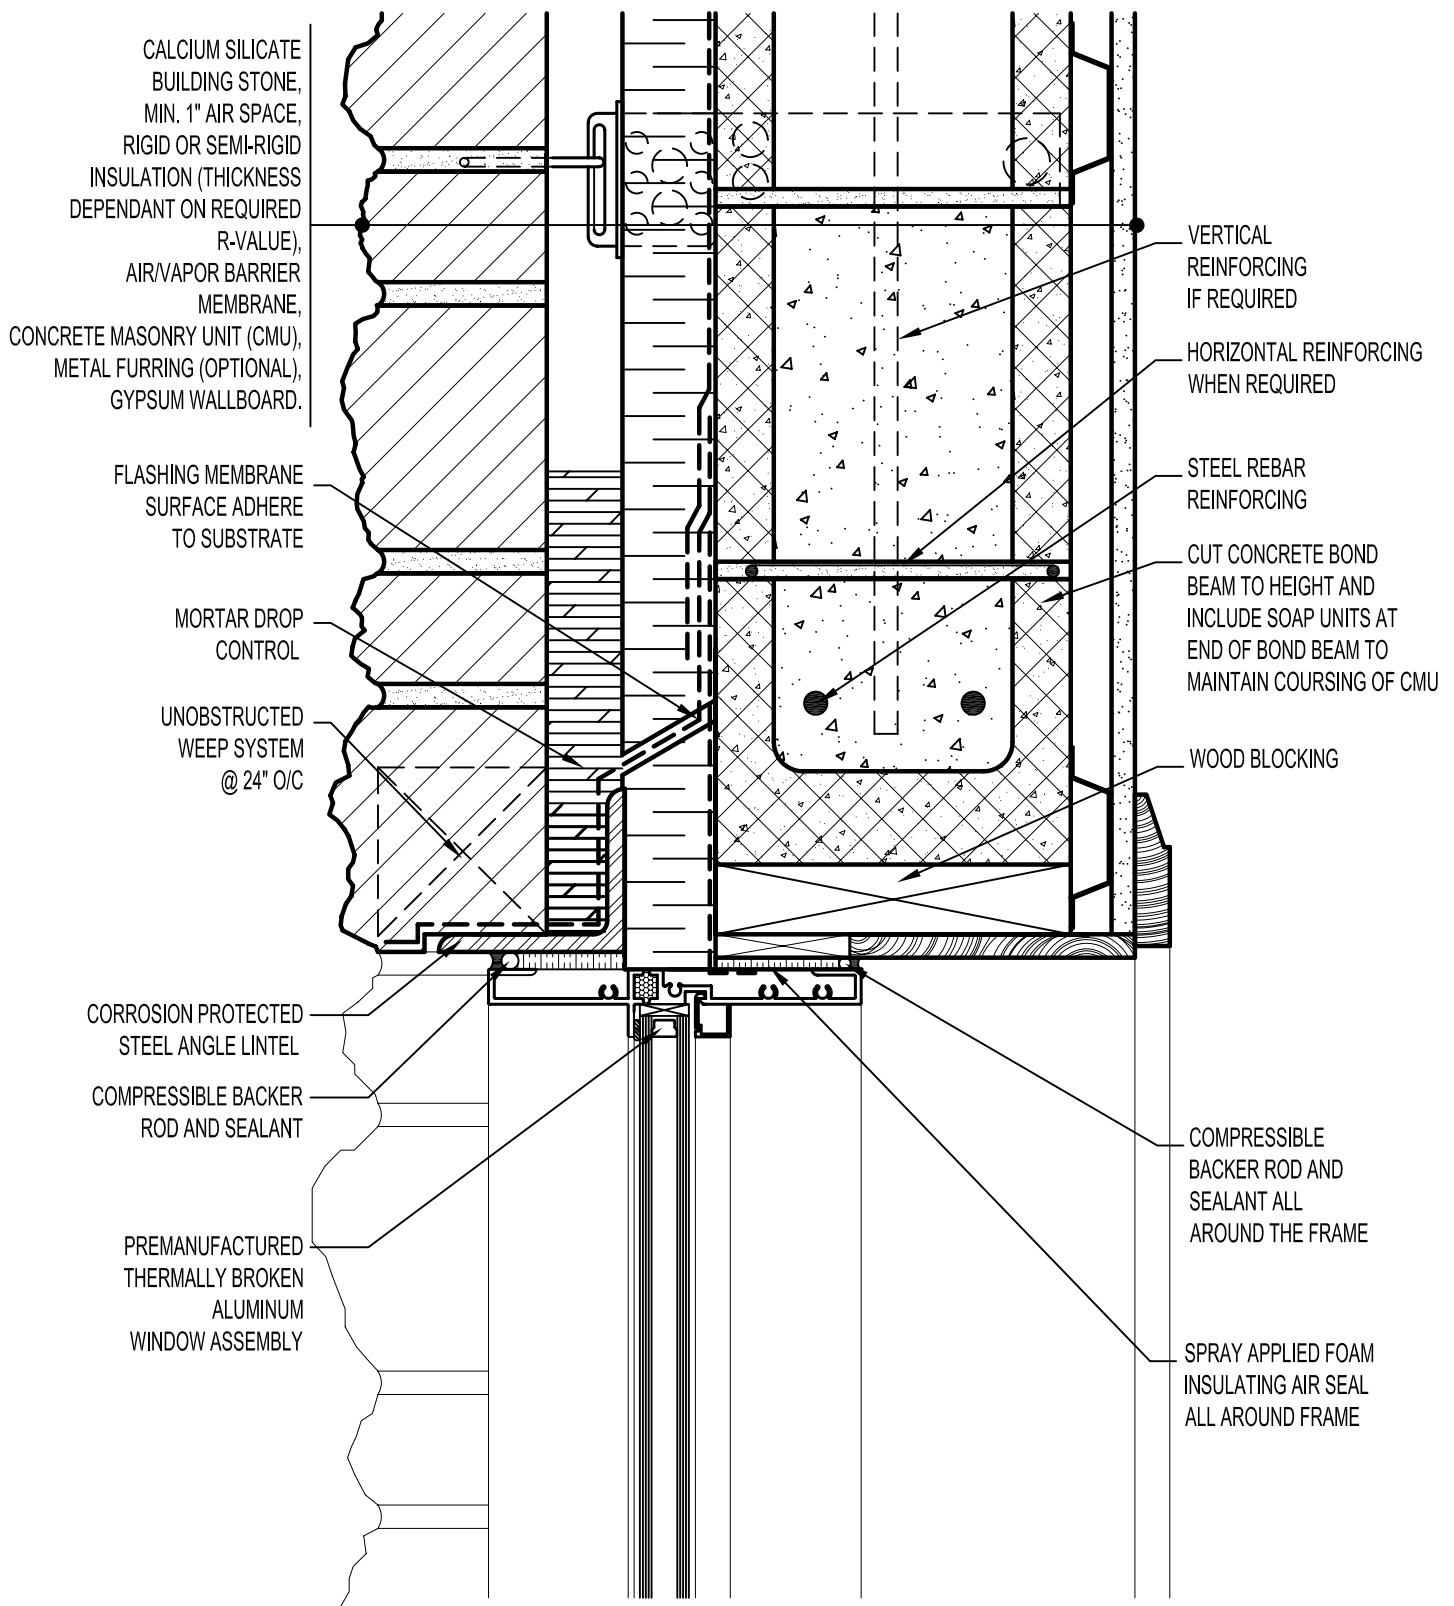 CALCIUM SILICATE
BUILDING STONE,
MIN. 1" AIR SPACE,
RIGID OR SEMI-RIGID
INSULATION (THICKNESS
DEPENDANT ON REQUIRED
R-VALUE),
AIR/VAPOR BARRIER
MEMBRANE,
CONCRETE MASONRY UNIT (CMU),
METAL FURRING (OPTIONAL),
GYPSUM WALLBOARD.
FLASHING MEMBRANE
SURFACE ADHERE
TO SUBSTRATE
MORTAR DROP
CONTROL
UNOBSTRUCTED
WEEP SYSTEM
@ 24" O/C
CORROSION PROTECTED
STEEL ANGLE LINTEL
COMPRESSIBLE BACKER
ROD AND SEALANT
PREMANUFACTURED
THERMALLY BROKEN
ALUMINUM
WINDOW ASSEMBLY
VERTICAL
REINFORCING
IF REQUIRED
HORIZONTAL REINFORCING
WHEN REQUIRED
STEEL REBAR
REINFORCING
CUT CONCRETE BOND
BEAM TO HEIGHT AND
INCLUDE SOAP UNITS AT
END OF BOND BEAM TO
MAINTAIN COURSING OF CMU
WOOD BLOCKING
COMPRESSIBLE
BACKER ROD AND
SEALANT ALL
AROUND THE FRAME
SPRAY APPLIED FOAM
INSULATING AIR SEAL
ALL AROUND FRAME